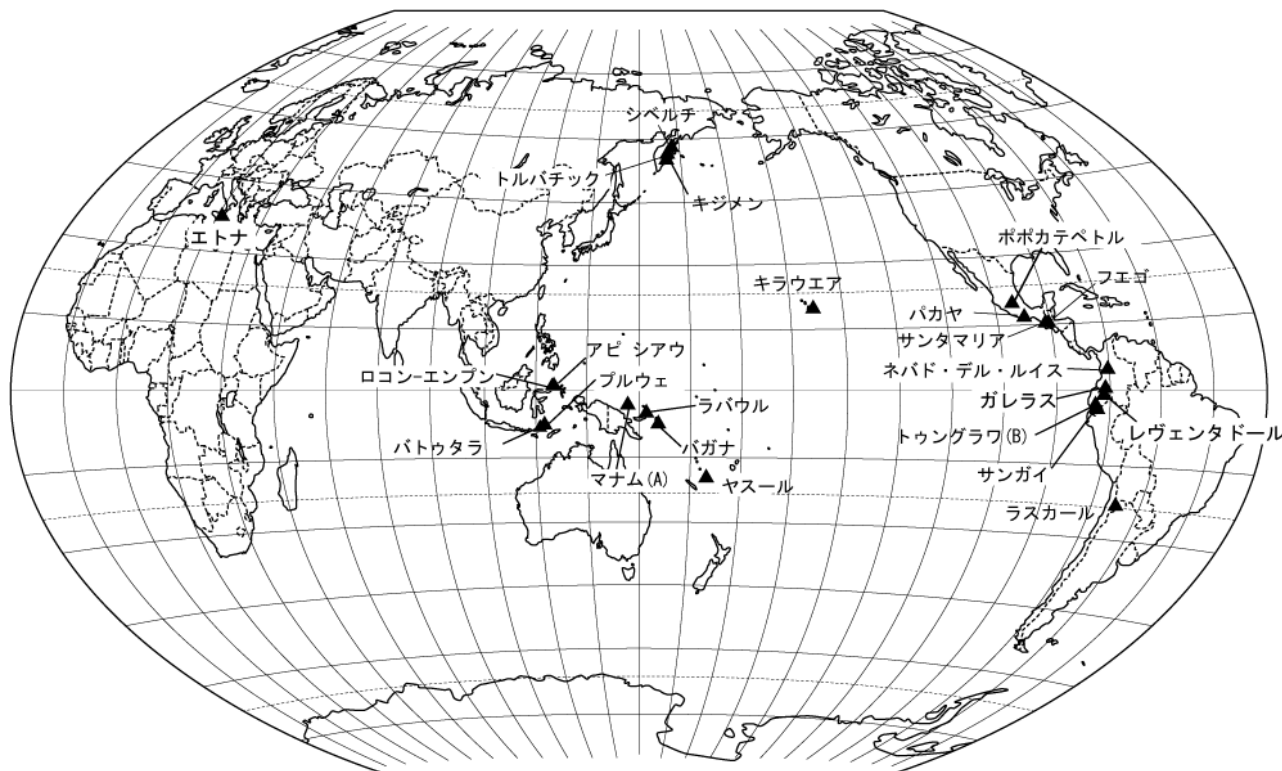 シベルチ
トルバチック
キジメン
エトナ
ポポカテペトル
フエゴ
キラウエア
パカヤ
サンタマリア
アピ シアウ
ロコン-エンプン
プルウェ
ネバド・デル・ルイス
ガレラス
ラバウル
トゥングラワ(B)
レヴェンタドール
バトゥタラ
バガナ
マナム(A)
ヤスール
サンガイ
ラスカール